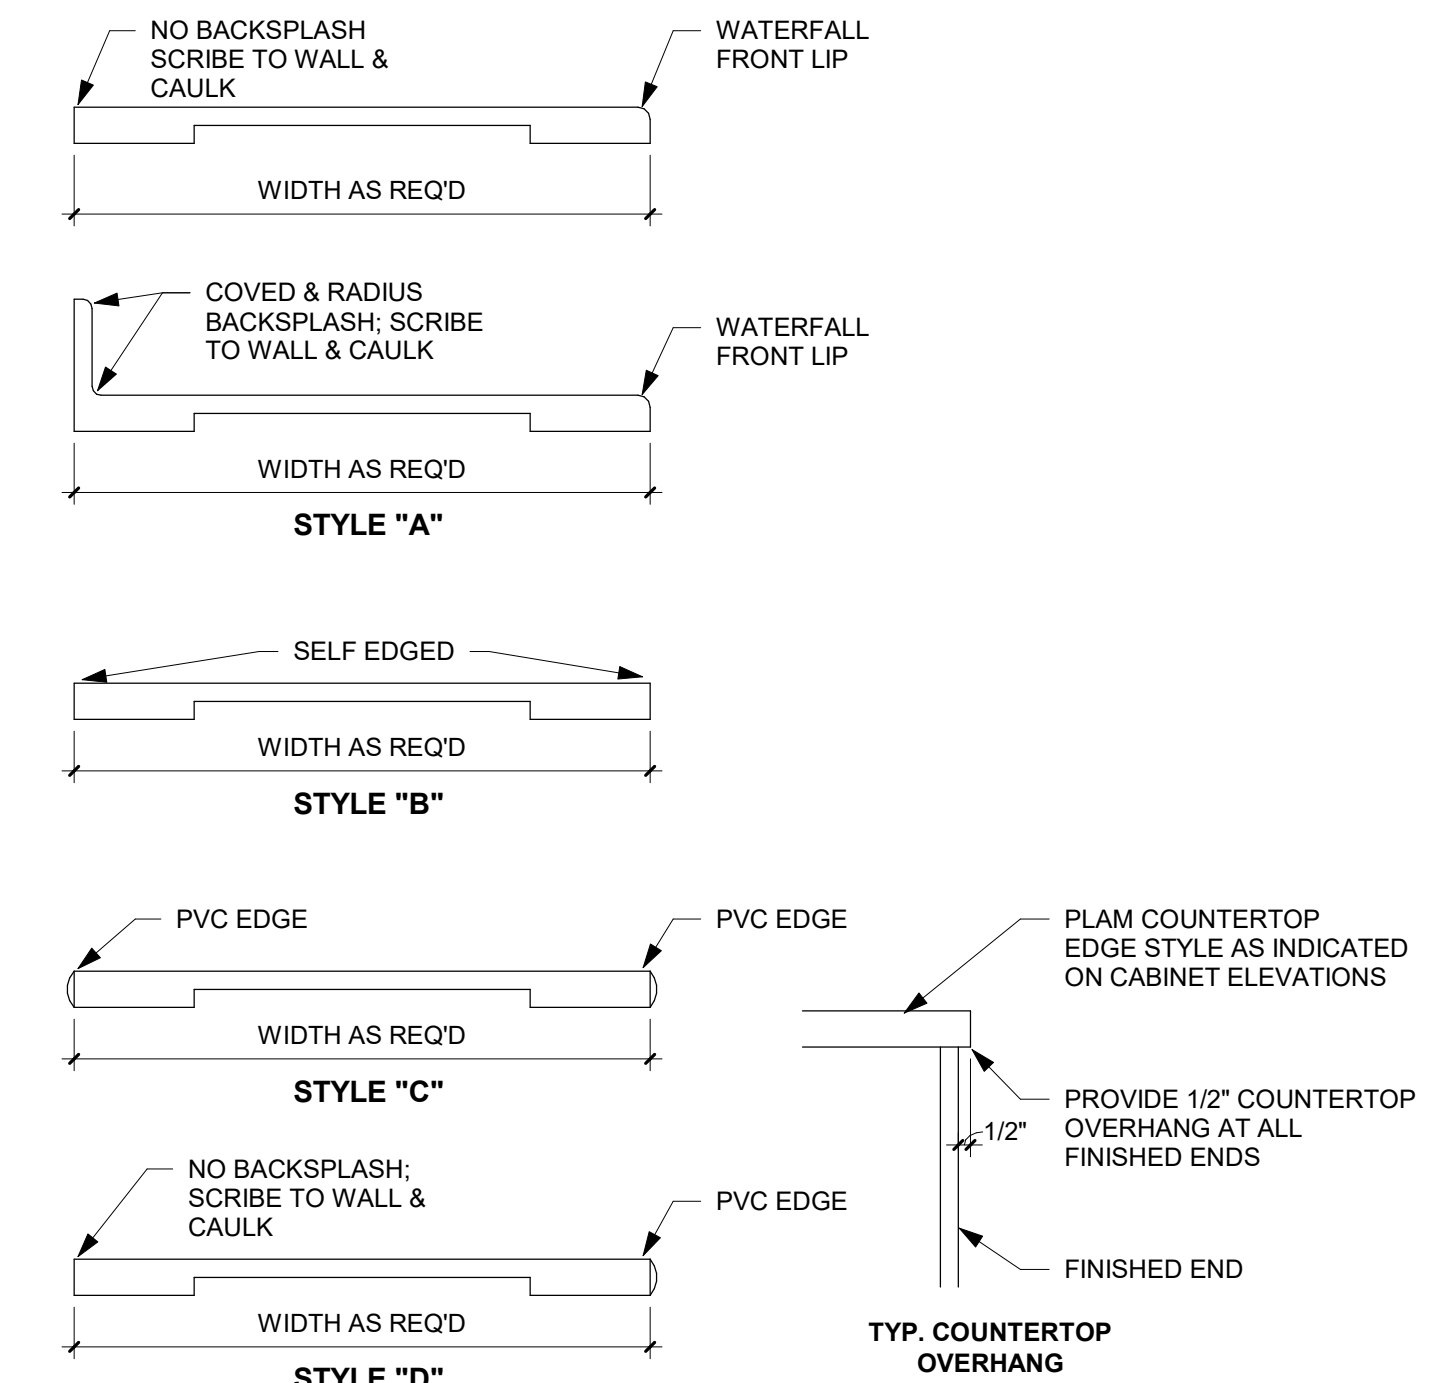 NO BACKSPLASH
SCRIBE TO WALL &
CAULK
WATERFALL
FRONT LIP
WIDTH AS REQ'D
COVED & RADIUS
BACKSPLASH; SCRIBE
TO WALL & CAULK
WATERFALL
FRONT LIP
WIDTH AS REQ'D
STYLE "A"
SELF EDGED
WIDTH AS REQ'D
STYLE "B"
PVC EDGE
PVC EDGE
WIDTH AS REQ'D
STYLE "C"
NO BACKSPLASH;
SCRIBE TO WALL &
CAULK
PVC EDGE
WIDTH AS REQ'D
STYLE "D"
PLAM COUNTERTOP
EDGE STYLE AS INDICATED
ON CABINET ELEVATIONS
PROVIDE 1/2" COUNTERTOP
OVERHANG AT ALL
FINISHED ENDS
1/2"
FINISHED END
TYP. COUNTERTOP
OVERHANG